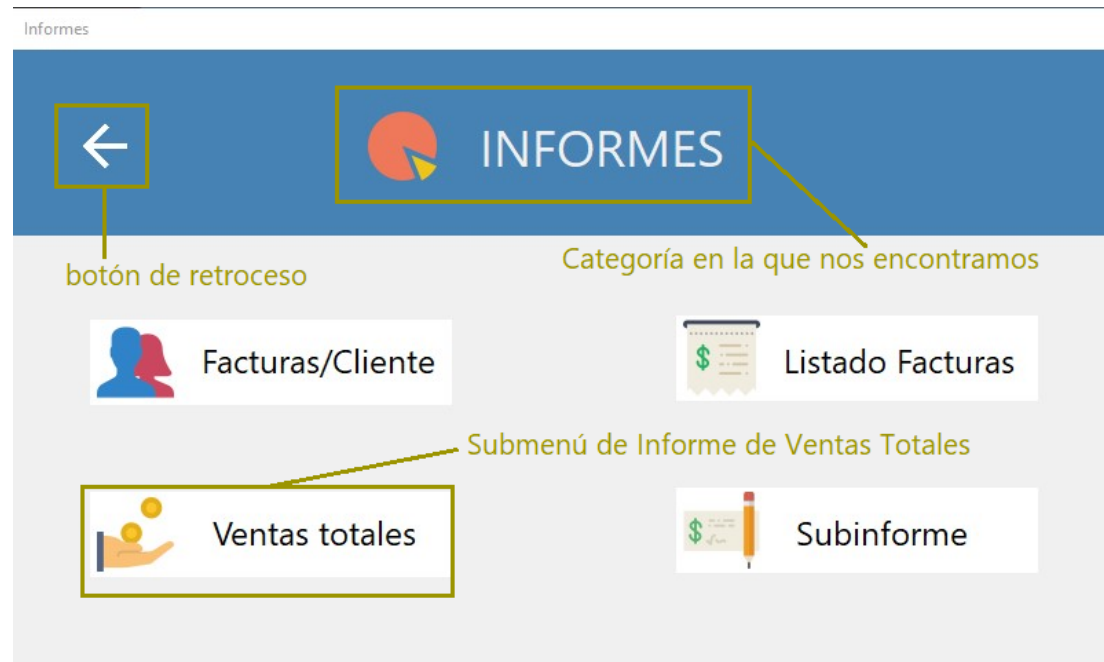 Informes
INFORMES
botón de retroceso
Categoría en la que nos encontramos
Facturas/Cliente
$
Listado Facturas
Submenú de Informe de Ventas Totales
Ventas totales
$
Subinforme